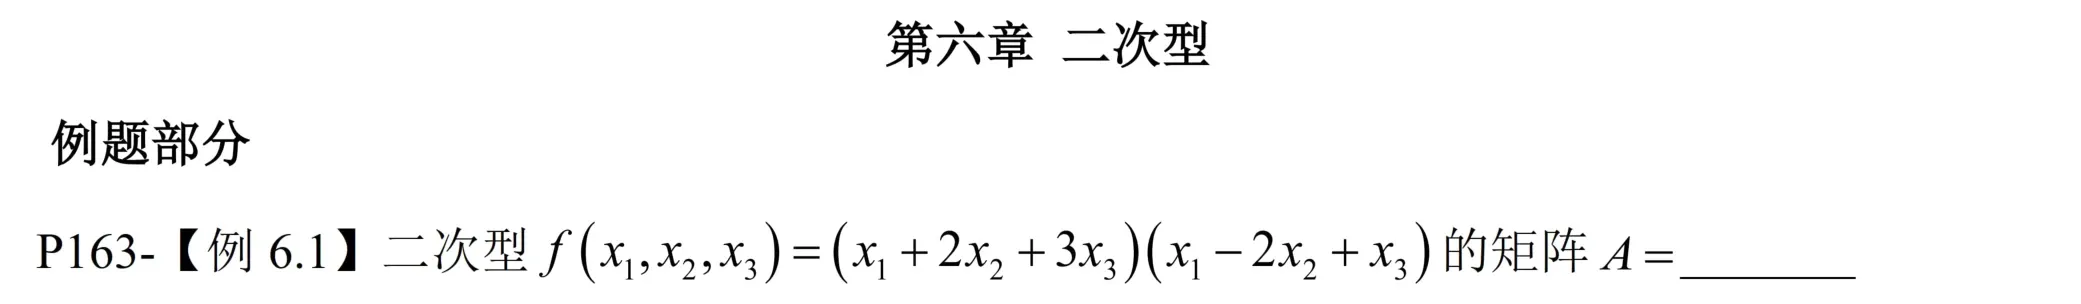 第六章 二次型
例题部分
P163-【例 6.1】二次型 f(x₁,x₂,x₃)=(x₁+2x₂+3x₃)(x₁−2x₂+x₃)的矩阵 A=_______